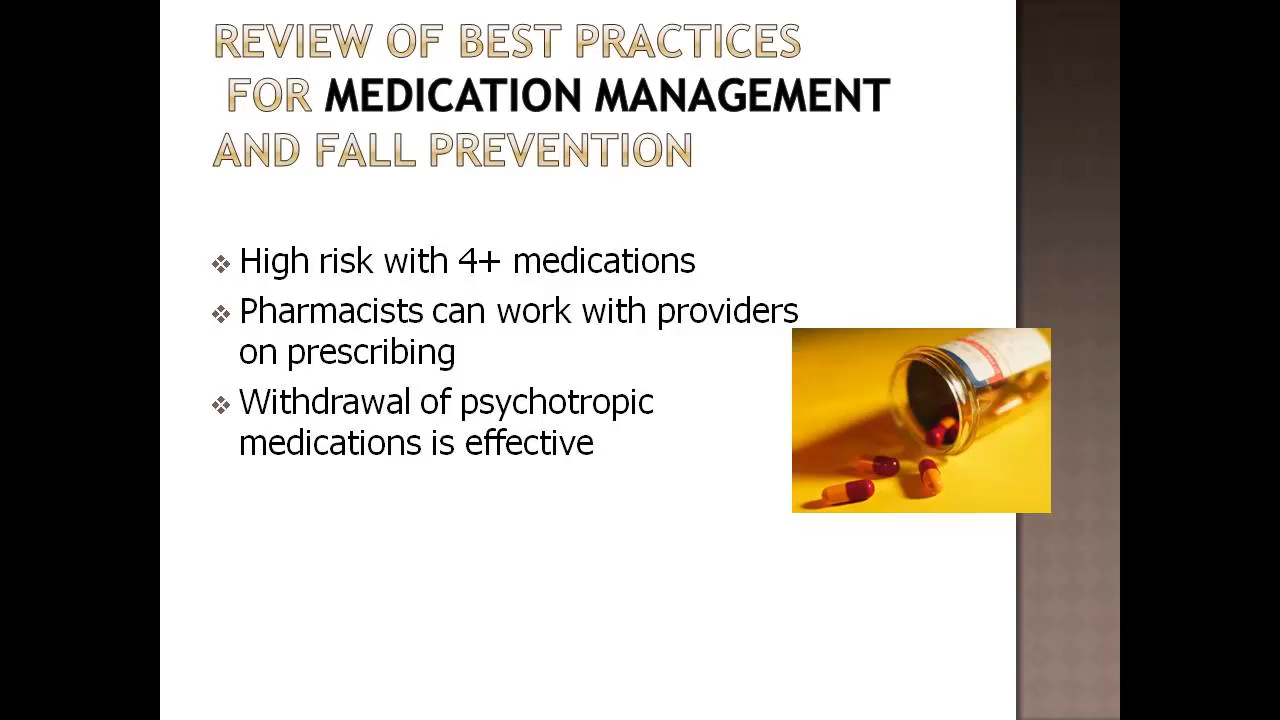 REVIEW OF BEST PRACTICES
FOR MEDICATION MANAGEMENT
AND FALL PREVENTION
High risk with 4+ medications
Pharmacists can work with providers
on prescribing
Withdrawal of psychotropic
medications is effective